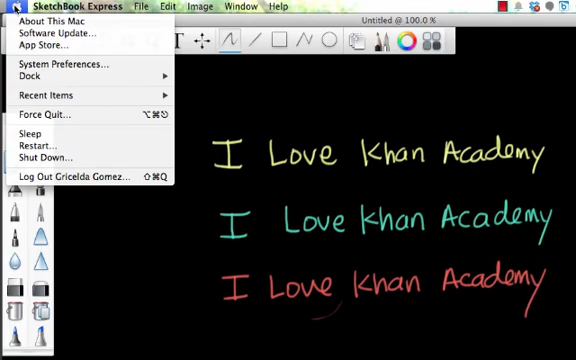 SketchBook Express File Edit Image Window Help
Untitled @ 100.0 %
About This Mac
Software Update...
App Store...
System Preferences...
Dock
Recent Items
Force Quit... ⌥⌘⎋
Sleep
Restart...
Shut Down...
Log Out Gricelda Gomez... ⇧⌘Q
T
I Love Khan Academy
I Love Khan Academy
I Love Khan Academy